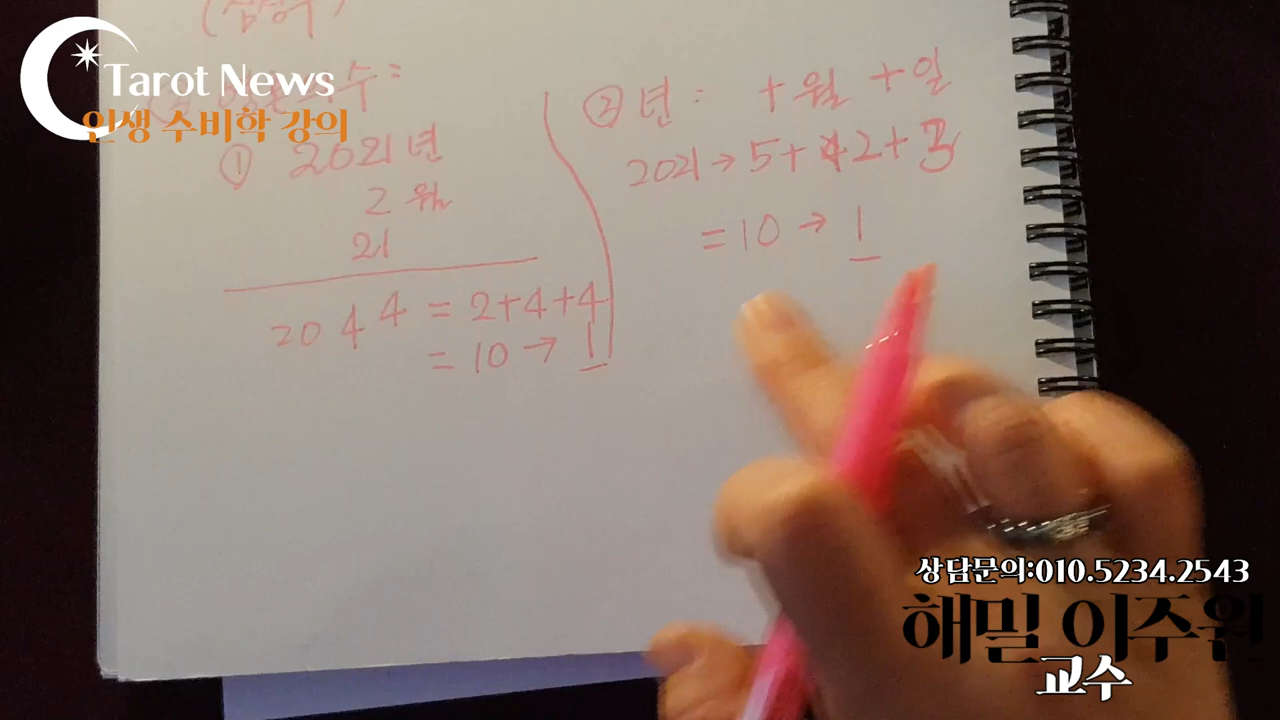 Tarot News
인생 수비학 강의
수:
① 2021년
2월
21
2044 = 2+4+4
= 10 → 1
② 년 : +월 +일
2021 → 5+2+3
= 10 → 1
상담문의:010.5234.2543
해밀 이주원
교수